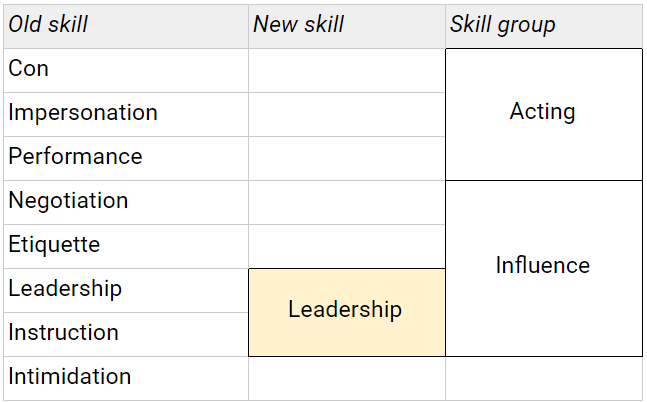 Old skill New skill Skill group
Con
Impersonation
Acting
Performance
Negotiation
Etiquette
Influence
Leadership
Leadership
Instruction
Intimidation